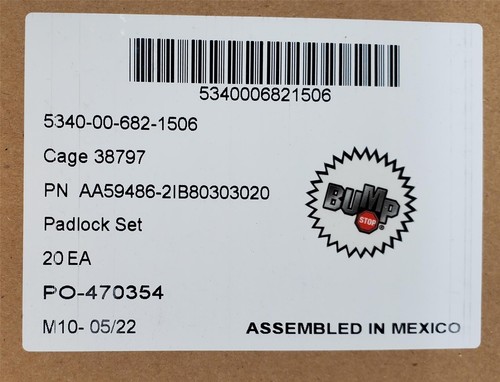 5340006821506
5340-00-682-1506
Cage 38797
PN AA59486-2IB80303020
BUMP
STOP
®
Padlock Set
20 EA
PO-470354
M10- 05/22
ASSEMBLED IN MEXICO